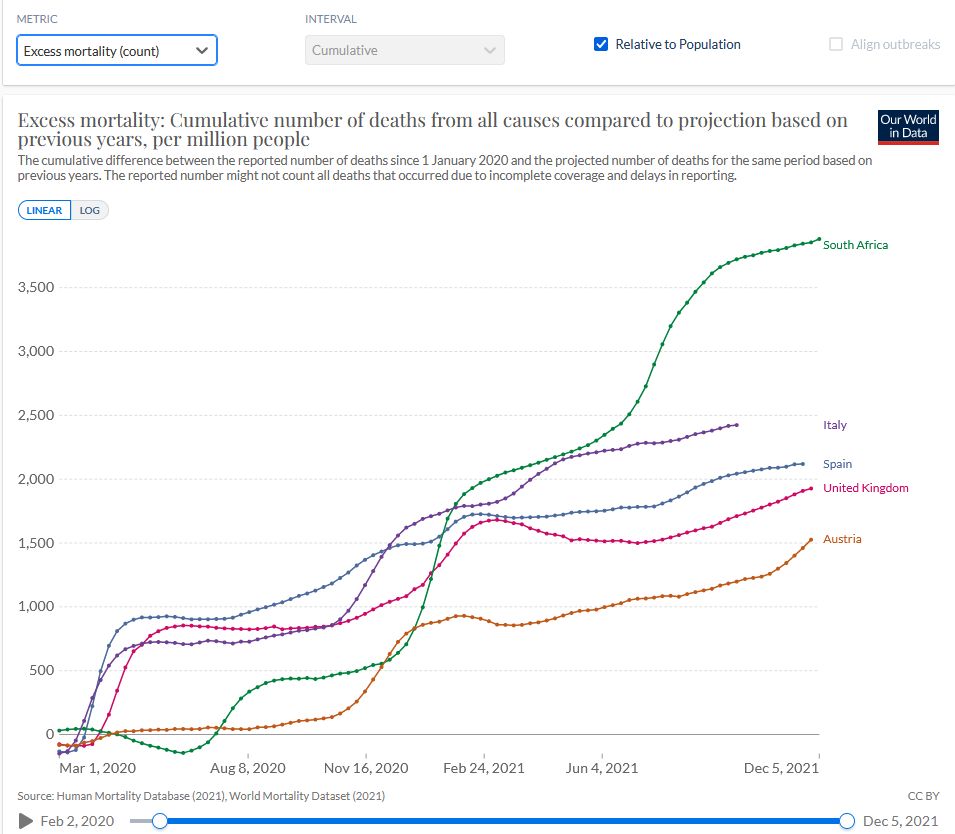 METRIC
INTERVAL
Excess mortality (count)
Cumulative
Relative to Population
Align outbreaks
Excess mortality: Cumulative number of deaths from all causes compared to projection based on
previous years, per million people
Our World
in Data
The cumulative difference between the reported number of deaths since 1 January 2020 and the projected number of deaths for the same period based on
previous years. The reported number might not count all deaths that occurred due to incomplete coverage and delays in reporting.
LINEAR
LOG
South Africa
3,500
3,000
2,500
Italy
2,000
Spain
United Kingdom
1,500
Austria
1,000
500
0
Mar 1, 2020
Aug 8, 2020
Nov 16, 2020
Feb 24, 2021
Jun 4, 2021
Dec 5, 2021
Source: Human Mortality Database (2021), World Mortality Dataset (2021)
CC BY
Feb 2, 2020
Dec 5, 2021